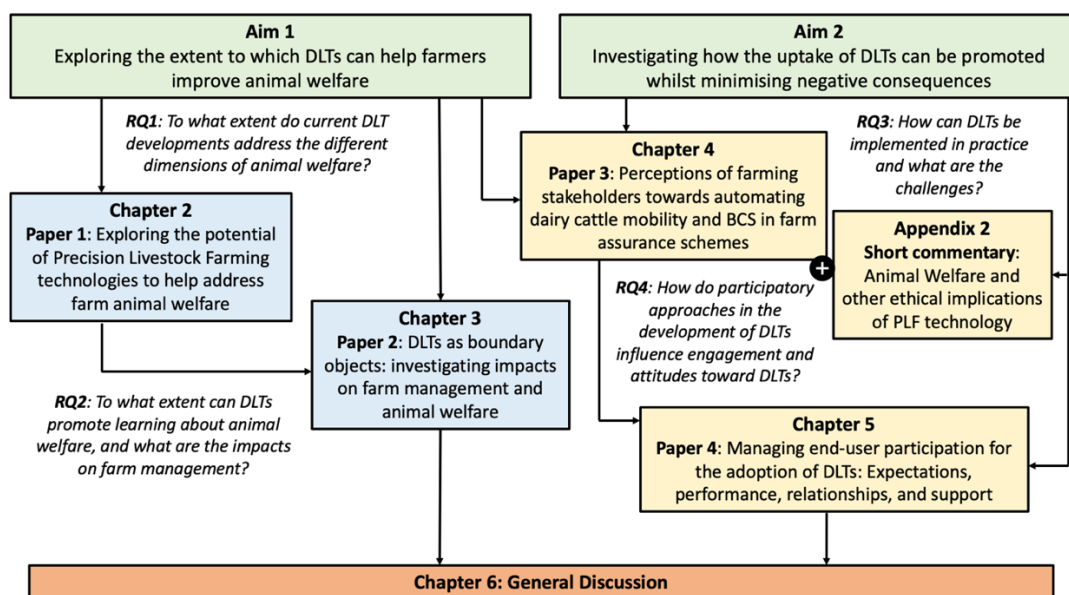 Aim 1
Exploring the extent to which DLTs can help farmers
improve animal welfare
Aim 2
Investigating how the uptake of DLTs can be promoted
whilst minimising negative consequences
RQ1: To what extent do current DLT
developments address the different
dimensions of animal welfare?
RQ3: How can DLTs be
implemented in practice
and what are the
challenges?
Chapter 4
Paper 3: Perceptions of farming
stakeholders towards automating
dairy cattle mobility and BCS in farm
assurance schemes
Chapter 2
Paper 1: Exploring the potential
of Precision Livestock Farming
technologies to help address
farm animal welfare
+
Appendix 2
Short commentary:
Animal Welfare and
other ethical implications
of PLF technology
RQ4: How do participatory
approaches in the
development of DLTs
influence engagement and
attitudes toward DLTs?
Chapter 3
Paper 2: DLTs as boundary
objects: investigating impacts
on farm management and
animal welfare
RQ2: To what extent can DLTs
promote learning about animal
welfare, and what are the impacts
on farm management?
Chapter 5
Paper 4: Managing end-user participation for
the adoption of DLTs: Expectations,
performance, relationships, and support
Chapter 6: General Discussion